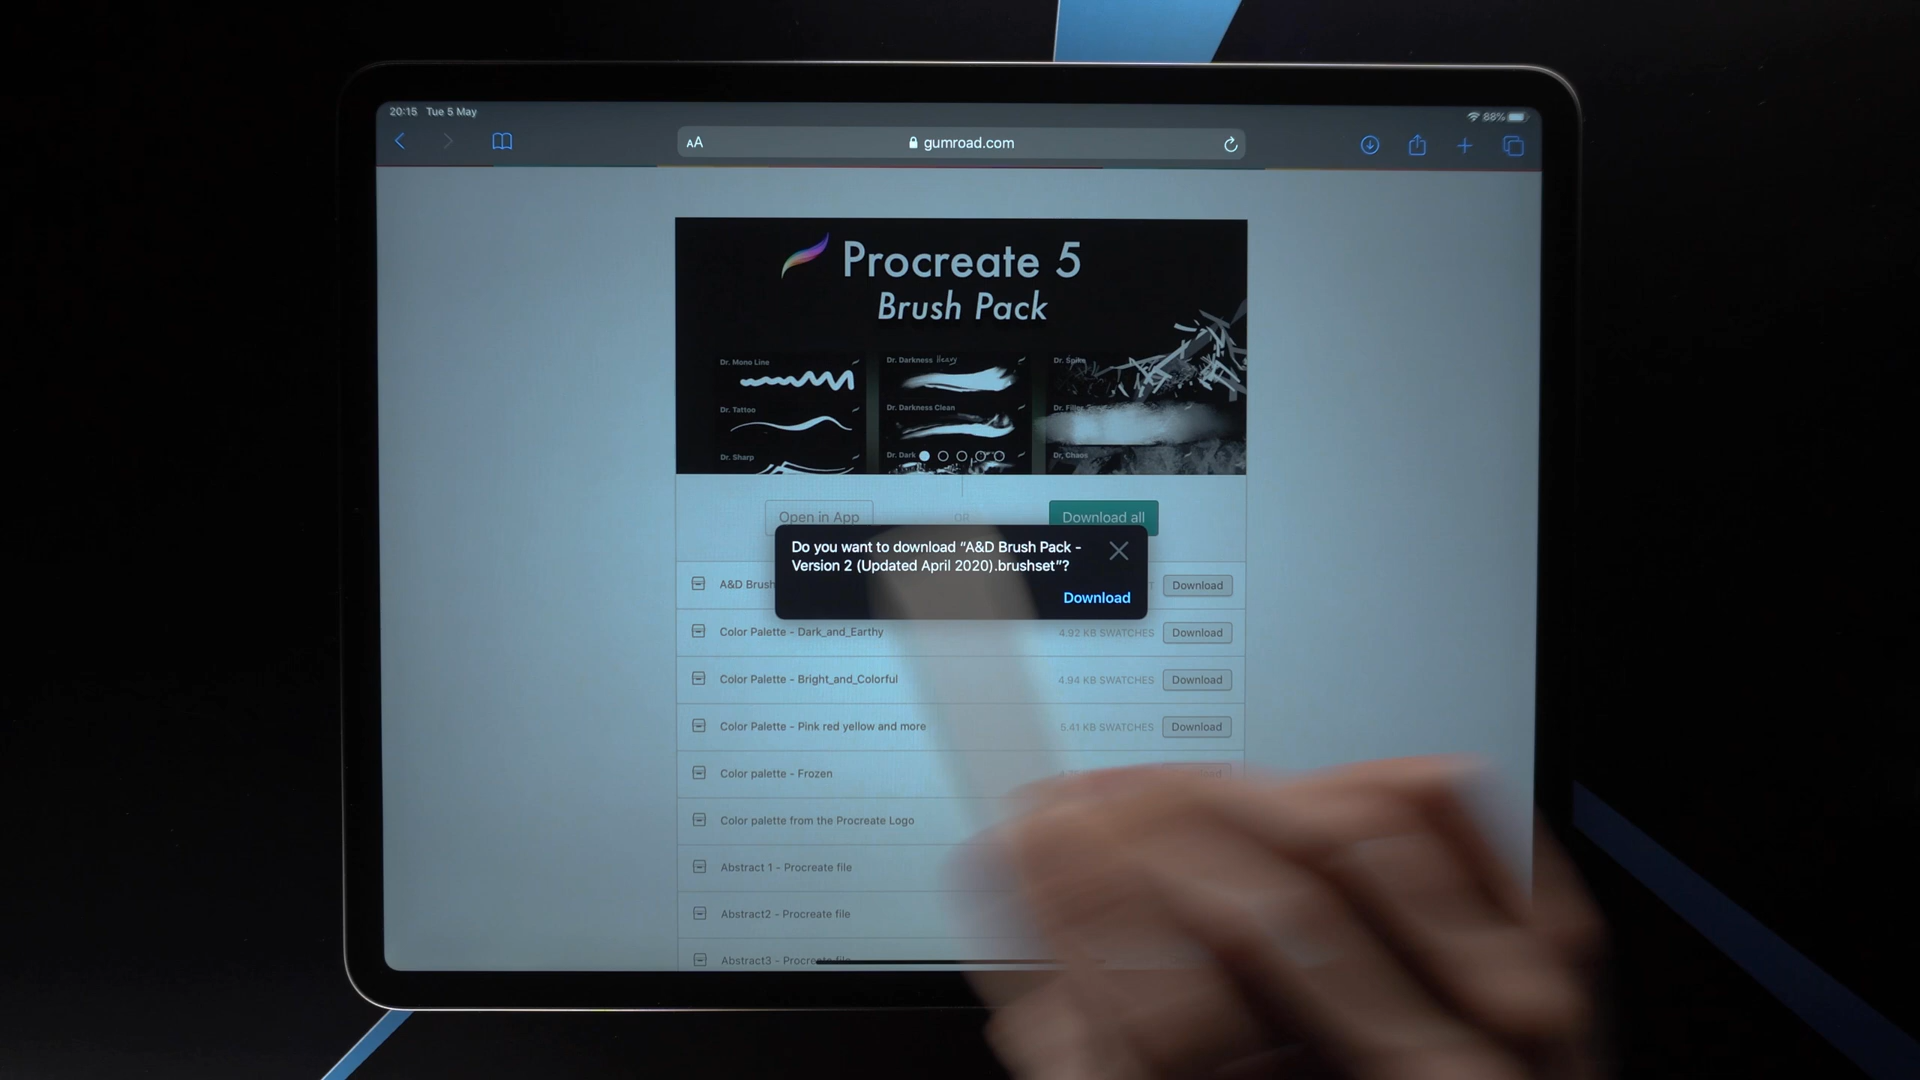 20:15 Tue 5 May
88%
AA
gumroad.com
Procreate 5
Brush Pack
Dr. Mono Line
Dr. Darkness Heavy
Dr. Spike
Dr. Tattoo
Dr. Darkness Clean
Dr. Sharp
Dr. Dark
Dr. Chaos
Open in App
OR
Download all
Do you want to download “A&D Brush Pack -
Version 2 (Updated April 2020).brushset”?
Download
A&D Brush
Download
Color Palette - Dark_and_Earthy
4.92 KB SWATCHES
Download
Color Palette - Bright_and_Colorful
4.94 KB SWATCHES
Download
Color Palette - Pink red yellow and more
5.41 KB SWATCHES
Download
Color palette - Frozen
Color palette from the Procreate Logo
Abstract 1 - Procreate file
Abstract2 - Procreate file
Abstract3 - Procreate file